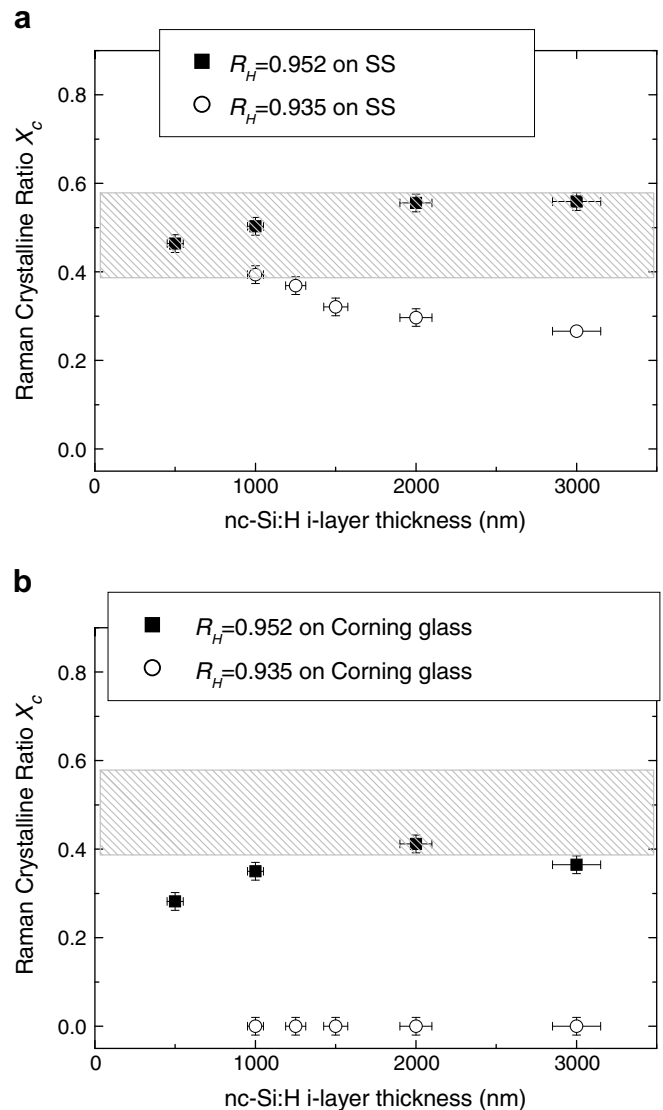 a
R_H=0.952 on SS
R_H=0.935 on SS
0.8
0.6
0.4
0.2
0.0
Raman Crystalline Ratio X_c
0 1000 2000 3000
nc-Si:H i-layer thickness (nm)
b
R_H=0.952 on Corning glass
R_H=0.935 on Corning glass
0.8
0.6
0.4
0.2
0.0
Raman Crystalline Ratio X_c
0 1000 2000 3000
nc-Si:H i-layer thickness (nm)